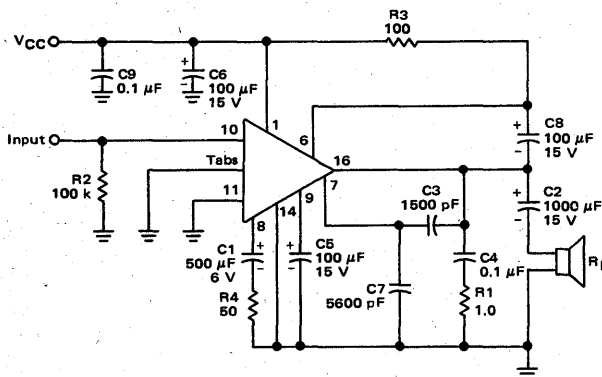 R3
100
VCC
1
C9
0.1 μF
C6
100 μF
15 V
+
-
Input
10
6
C8
100 μF
15 V
+
-
Tabs
16
R2
100 k
11
14
9
7
8
C3
1500 pF
C2
1000 μF
15 V
+
-
C1
500 μF
6 V
+
-
C5
100 μF
15 V
+
-
C7
5600 pF
C4
0.1 μF
R1
1.0
R4
50